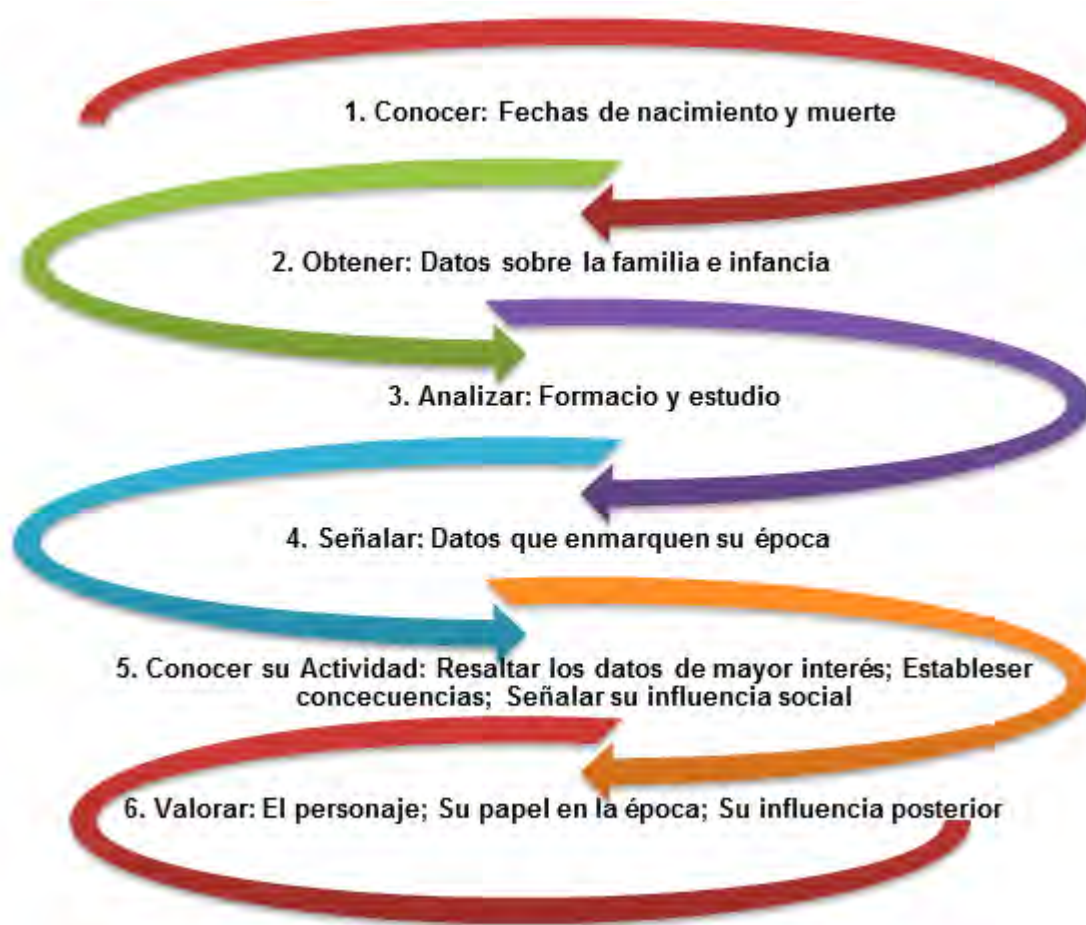 1. Conocer: Fechas de nacimiento y muerte
2. Obtener: Datos sobre la familia e infancia
3. Analizar: Formacio y estudio
4. Señalar: Datos que enmarquen su época
5. Conocer su Actividad: Resaltar los datos de mayor interés; Estableser
concecuencias; Señalar su influencia social
6. Valorar: El personaje; Su papel en la época; Su influencia posterior